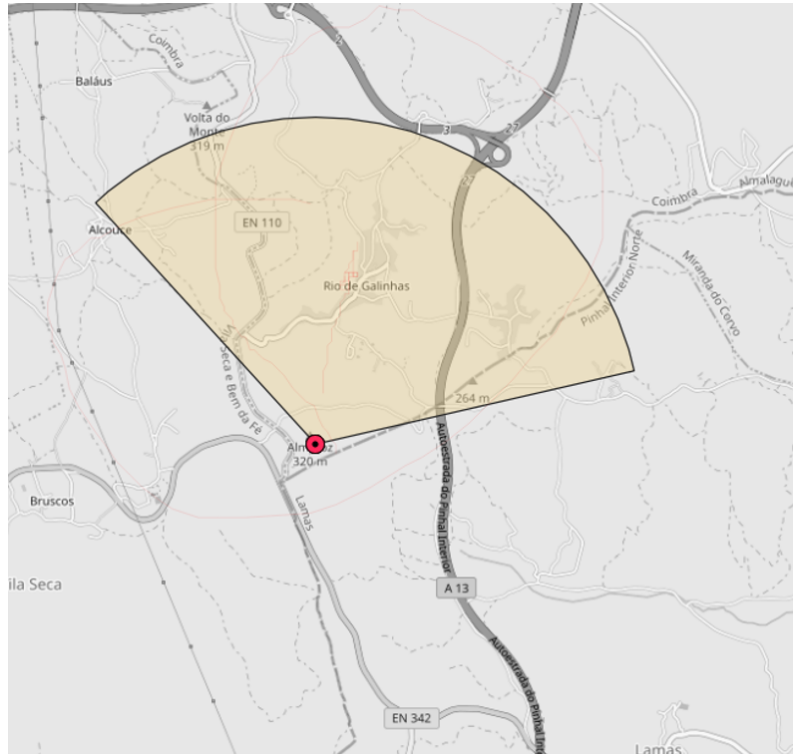 Coimbra
Baláus
Volta do
Monte
319 m
3
2
Coimbra
Almalagu
EN 110
Alcouce
Pinhal Interior Norte
Miranda do Corvo
Rio de Galinhas
Vila Seca e Bem da Fé
264 m
320 m
Autoestrada do Pinhal Interior
Bruscos
Lamas
ila Seca
A 13
Autoestrada do Pinhal Int
EN 342
Lamas